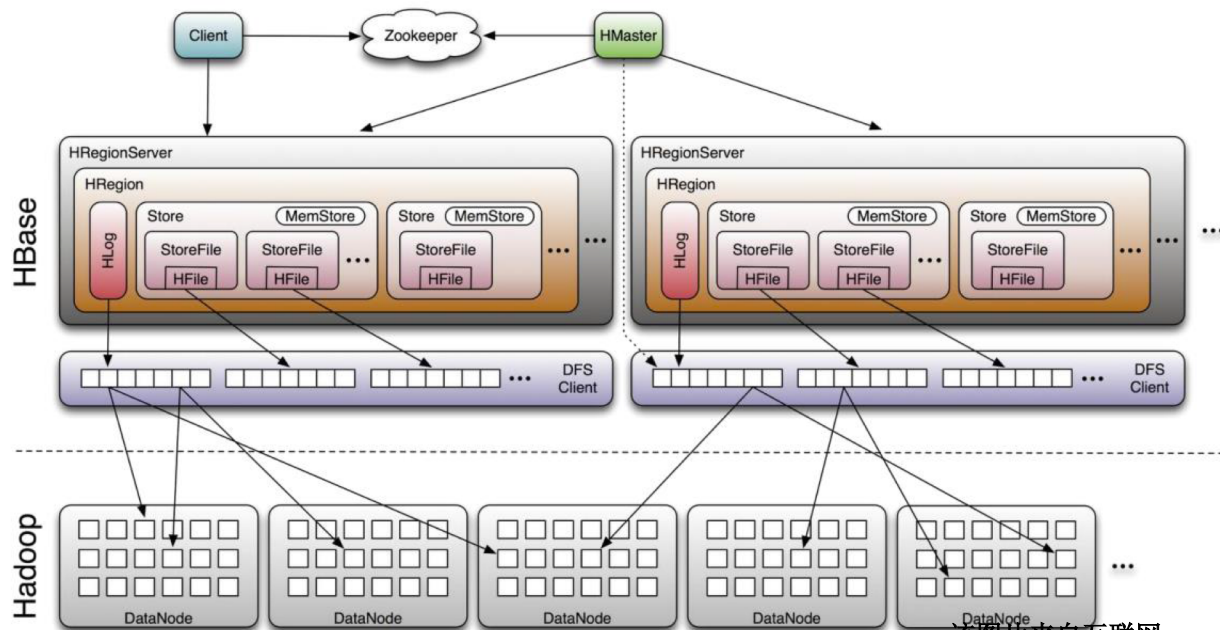 Client
Zookeeper
HMaster
HBase
HRegionServer
HRegion
HLog
Store
MemStore
StoreFile
HFile
StoreFile
HFile
...
Store
MemStore
StoreFile
HFile
...
...
HRegionServer
HRegion
HLog
Store
MemStore
StoreFile
HFile
StoreFile
HFile
...
Store
MemStore
StoreFile
HFile
...
...
...
...
DFS
Client
...
DFS
Client
Hadoop
DataNode
DataNode
DataNode
DataNode
DataNode
...